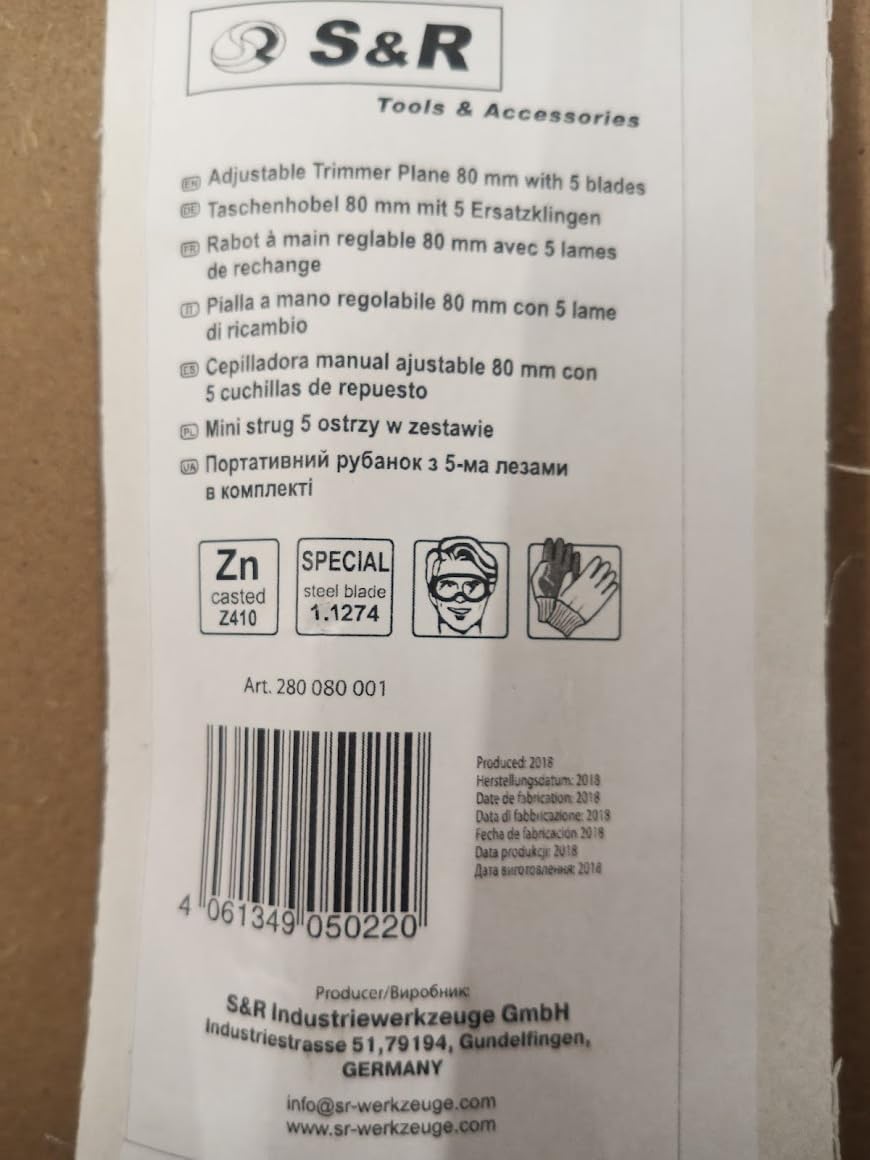 S&R
Tools & Accessories
EN Adjustable Trimmer Plane 80 mm with 5 blades
DE Taschenhobel 80 mm mit 5 Ersatzklingen
FR Rabot à main reglable 80 mm avec 5 lames
de rechange
IT Pialla a mano regolabile 80 mm con 5 lame
di ricambio
ES Cepilladora manual ajustable 80 mm con
5 cuchillas de repuesto
PL Mini strug 5 ostrzy w zestawie
UA Портативний рубанок з 5-ма лезами
в комплекті
Zn
casted
Z410
SPECIAL
steel blade
1.1274
Art. 280 080 001
Produced: 2018
Herstellungsdatum: 2018
Date de fabrication: 2018
Data di fabbricazione: 2018
Fecha de fabricación 2018
Data produkcji: 2018
Дата виготовлення: 2018
4 061349 050220
Producer/Виробник:
S&R Industriewerkzeuge GmbH
Industriestrasse 51,79194, Gundelfingen,
GERMANY
info@sr-werkzeuge.com
www.sr-werkzeuge.com